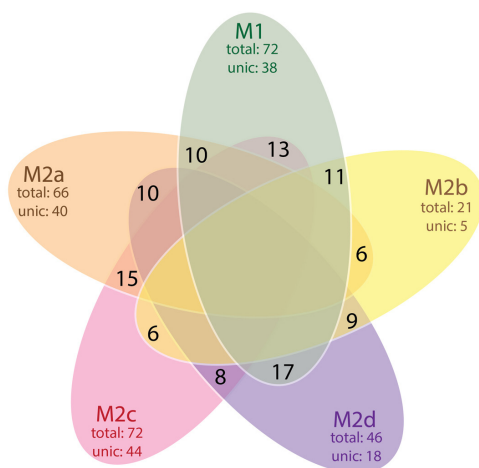 M1
total: 72
unic: 38
10
13
11
M2a
total: 66
unic: 40
10
M2b
total: 21
unic: 5
6
15
9
6
8
17
M2c
total: 72
unic: 44
M2d
total: 46
unic: 18